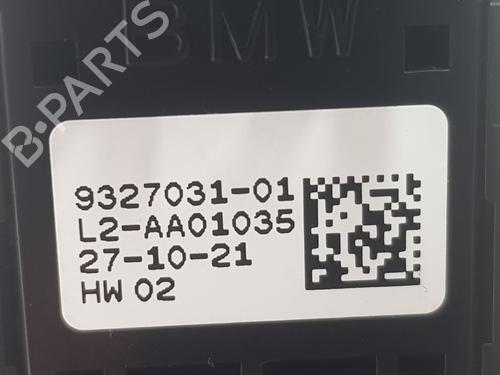 BMW
B-PARTS
9327031-01
L2-AA01035
27-10-21
HW 02